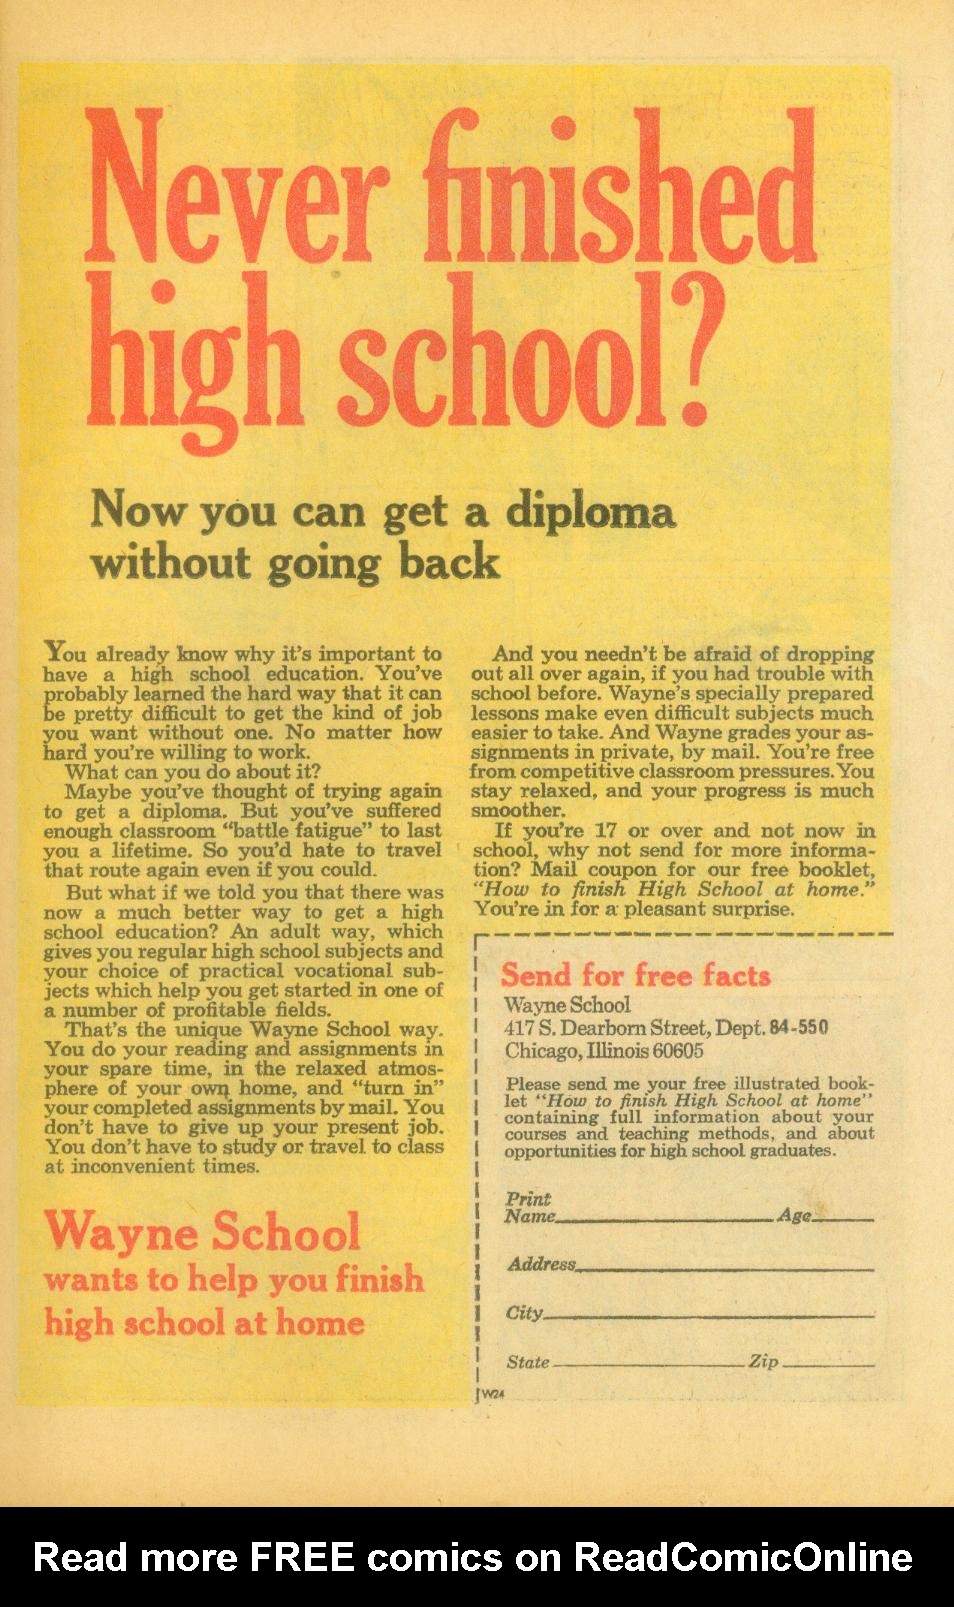 Never finished
high school?
Now you can get a diploma
without going back
You already know why it's important to
have a high school education. You've
probably learned the hard way that it can
be pretty difficult to get the kind of job
you want without one. No matter how
hard you're willing to work.
What can you do about it?
Maybe you've thought of trying again
to get a diploma. But you've suffered
enough classroom "battle fatigue" to last
you a lifetime. So you'd hate to travel
that route again even if you could.
But what if we told you that there was
now a much better way to get a high
school education? An adult way, which
gives you regular high school subjects and
your choice of practical vocational sub-
jects which help you get started in one of
a number of profitable fields.
That's the unique Wayne School way.
You do your reading and assignments in
your spare time, in the relaxed atmos-
phere of your own home, and "turn in"
your completed assignments by mail. You
don't have to give up your present job.
You don't have to study or travel to class
at inconvenient times.
Wayne School
wants to help you finish
high school at home
And you needn't be afraid of dropping
out all over again, if you had trouble with
school before. Wayne's specially prepared
lessons make even difficult subjects much
easier to take. And Wayne grades your as-
signments in private, by mail. You're free
from competitive classroom pressures. You
stay relaxed, and your progress is much
smoother.
If you're 17 or over and not now in
school, why not send for more informa-
tion? Mail coupon for our free booklet,
"How to finish High School at home."
You're in for a pleasant surprise.
Send for free facts
Wayne School
417 S. Dearborn Street, Dept. 84-550
Chicago, Illinois 60605
Please send me your free illustrated book-
let "How to finish High School at home"
containing full information about your
courses and teaching methods, and about
opportunities for high school graduates.
Print
Name Age
Address
City
State Zip
W24
Read more FREE comics on ReadComicOnline